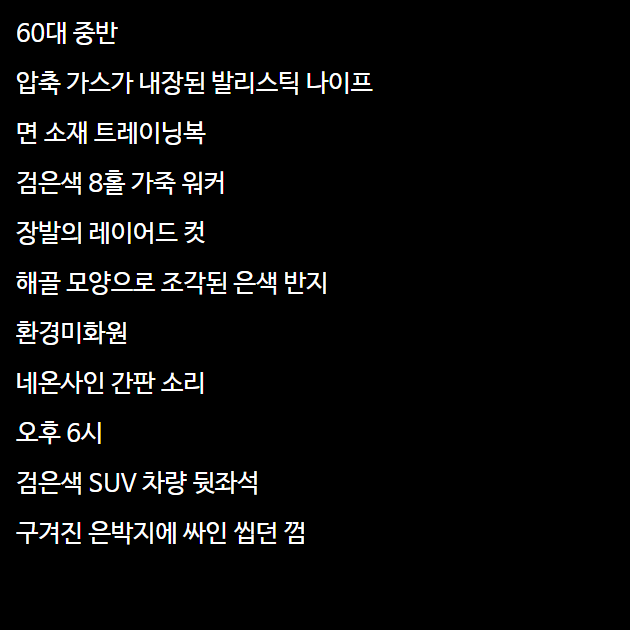 60대 중반
압축 가스가 내장된 발리스틱 나이프
면 소재 트레이닝복
검은색 8홀 가죽 워커
장발의 레이어드 컷
해골 모양으로 조각된 은색 반지
환경미화원
네온사인 간판 소리
오후 6시
검은색 SUV 차량 뒷좌석
구겨진 은박지에 싸인 씹던 껌